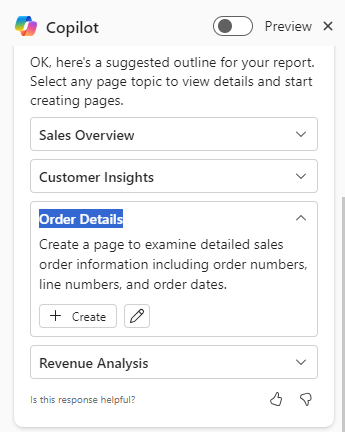 Copilot
Preview
OK, here's a suggested outline for your report.
Select any page topic to view details and start
creating pages.
Sales Overview
Customer Insights
Order Details
Create a page to examine detailed sales
order information including order numbers,
line numbers, and order dates.
Create
Revenue Analysis
Is this response helpful?